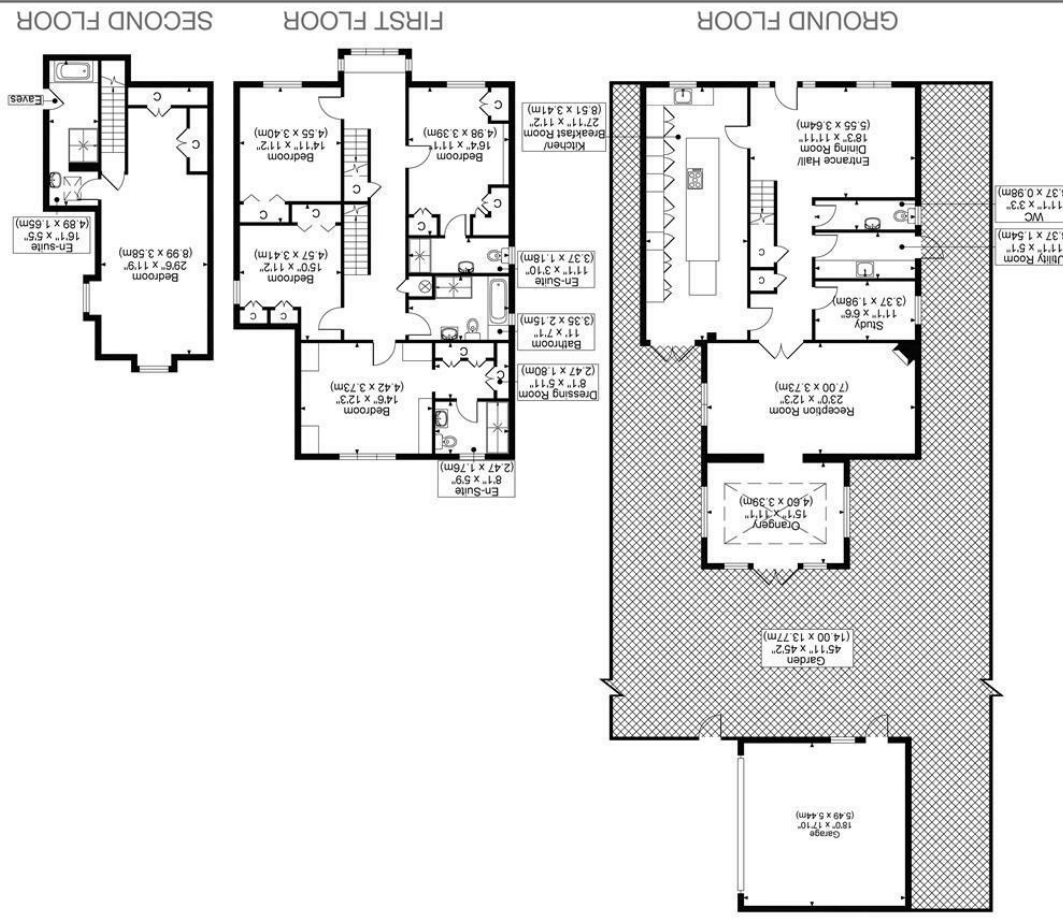 Garage
18'0" x 17'10"
(5.49 x 5.44m)
Garden
45'11" x 45'2"
(14.00 x 13.77m)
Orangery
15'1" x 11'1"
(4.60 x 3.39m)
Reception Room
23'0" x 12'3"
(7.00 x 3.73m)
Study
11'1" x 6'6"
(3.37 x 1.98m)
Utility
Room
11'1" x 5'1"
.37 x 1.54m)
WC
11'1" x 3'3"
.37 x 0.98m)
C
C
Entrance Hall/
Dining Room
18'3" x 11'11"
(5.55 x 3.64m)
Kitchen/
Breakfast Room
27'11" x 11'2"
(8.51 x 3.41m)
GROUND FLOOR
En-Suite
8'1" x 5'9"
(2.47 x 1.76m)
Dressing Room
8'1" x 5'11"
(2.47 x 1.80m)
C
C
Bedroom
14'6" x 12'3"
(4.42 x 3.73m)
Bathroom
11' x 7'1"
(3.35 x 2.15m)
C
En-Suite
11'1" x 3'10"
(3.37 x 1.18m)
C
C
Bedroom
15'0" x 11'2"
(4.57 x 3.41m)
C
C
C
C
Bedroom
16'4" x 11'1"
(4.98 x 3.39m)
C
C
Bedroom
14'11" x 11'2"
(4.55 x 3.40m)
FIRST FLOOR
Bedroom
29'6" x 11'9"
(8.99 x 3.58m)
En-suite
16'1" x 5'5"
(4.89 x 1.65m)
C
C
Eaves
SECOND FLOOR